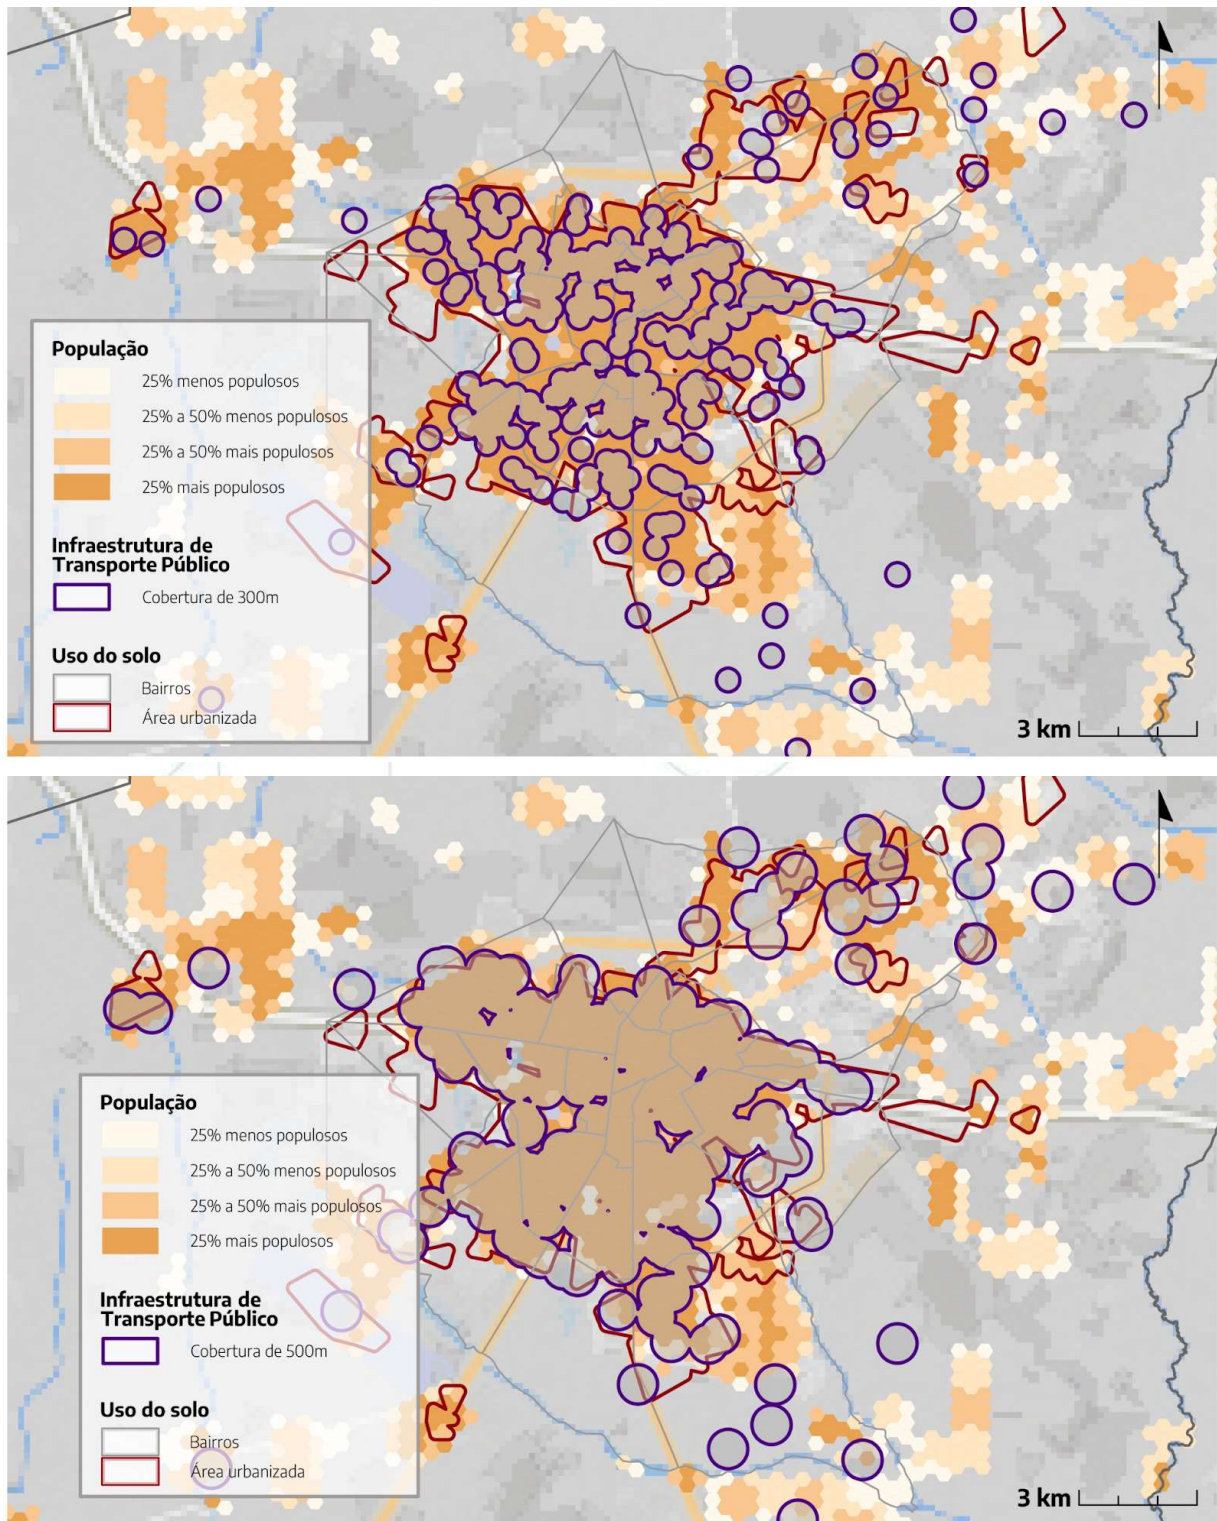 População
25% menos populosos
25% a 50% menos populosos
25% a 50% mais populosos
25% mais populosos
Infraestrutura de
Transporte Público
Cobertura de 300m
Uso do solo
Bairros
Área urbanizada
3 km
População
25% menos populosos
25% a 50% menos populosos
25% a 50% mais populosos
25% mais populosos
Infraestrutura de
Transporte Público
Cobertura de 500m
Uso do solo
Bairros
Área urbanizada
3 km